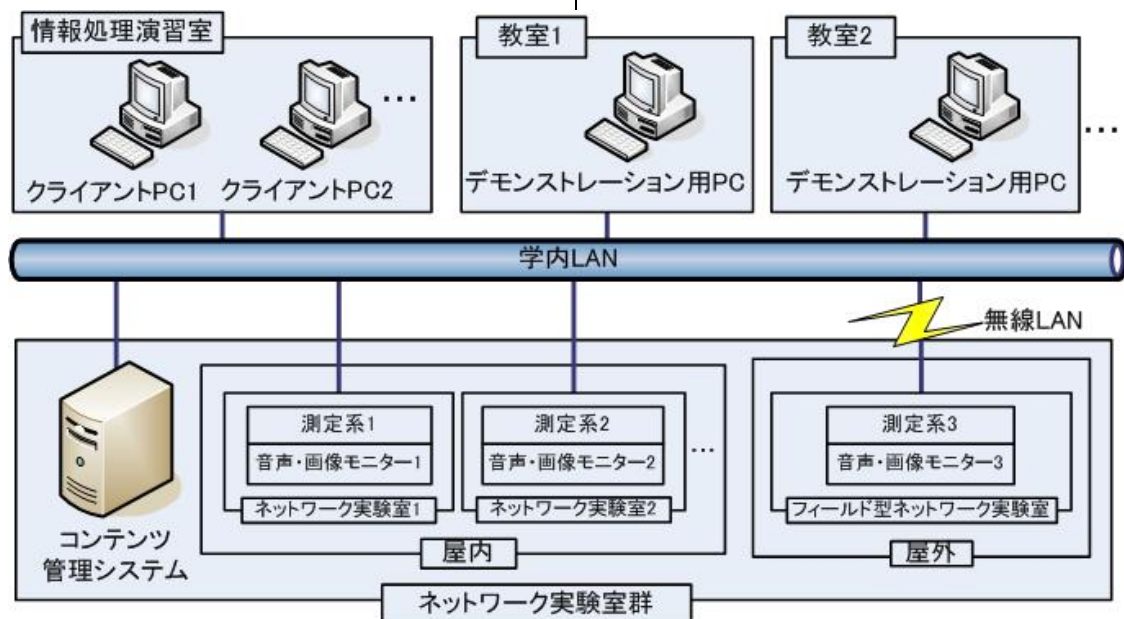 情報処理演習室
教室1
教室2
…
…
クライアントPC1
クライアントPC2
デモンストレーション用PC
デモンストレーション用PC
学内LAN
無線LAN
測定系1
音声・画像モニター1
ネットワーク実験室1
測定系2
音声・画像モニター2
ネットワーク実験室2
…
測定系3
音声・画像モニター3
フィールド型ネットワーク実験室
コンテンツ
管理システム
屋内
屋外
ネットワーク実験室群